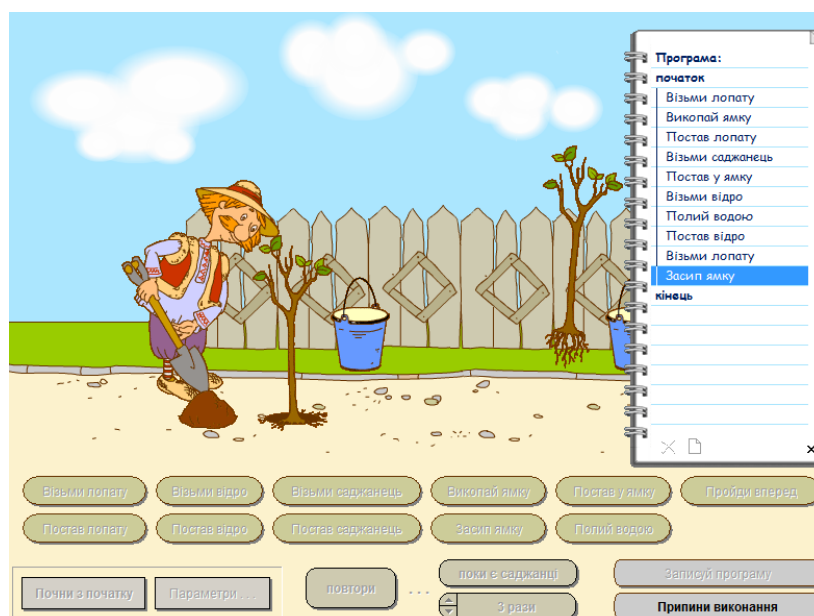 Програма:
початок
Візьми лопату
Викопай ямку
Постав лопату
Візьми саджанець
Постав у ямку
Візьми відро
Полий водою
Постав відро
Візьми лопату
Засип ямку
кінець
Візьми лопату Візьми відро Візьми саджанець Викопай ямку Постав у ямку Пройди вперед
Постав лопату Постав відро Постав саджанець Засип ямку Полий водою
Почни з початку Параметри . . . повтори . . . поки є саджанці Записуй програму
3 рази Припини виконання